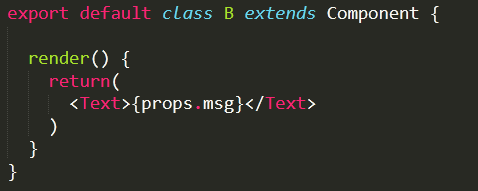 export default class B extends Component {
render() {
return(
<Text>{props.msg}</Text>
)
}
}